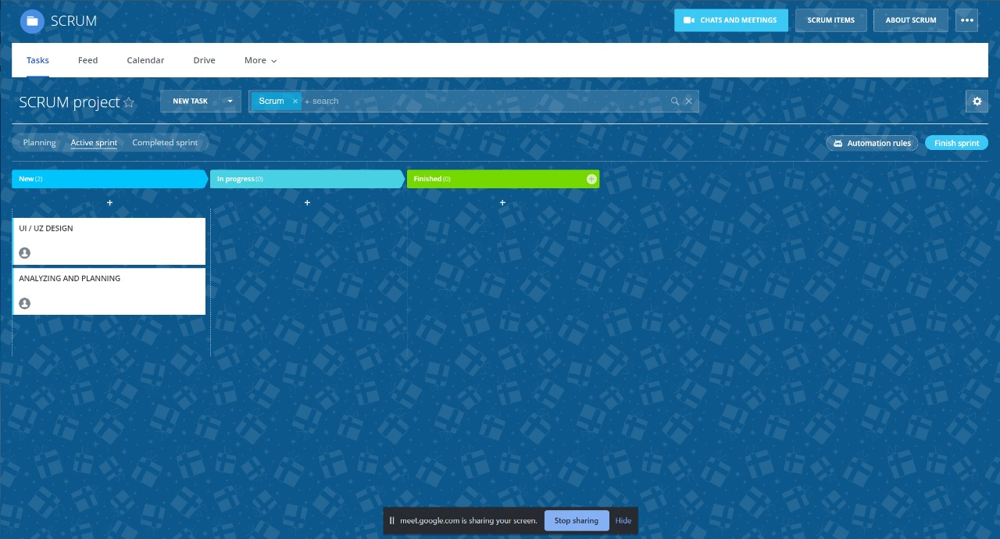 SCRUM
CHATS AND MEETINGS
SCRUM ITEMS
ABOUT SCRUM
Tasks
Feed
Calendar
Drive
More
SCRUM project
NEW TASK
Scrum ×
+ search
Planning
Active sprint
Completed sprint
Automation rules
Finish sprint
New (2)
In progress (0)
Finished (0)
+
+
+
UI / UZ DESIGN
ANALYZING AND PLANNING
meet.google.com is sharing your screen.
Stop sharing
Hide